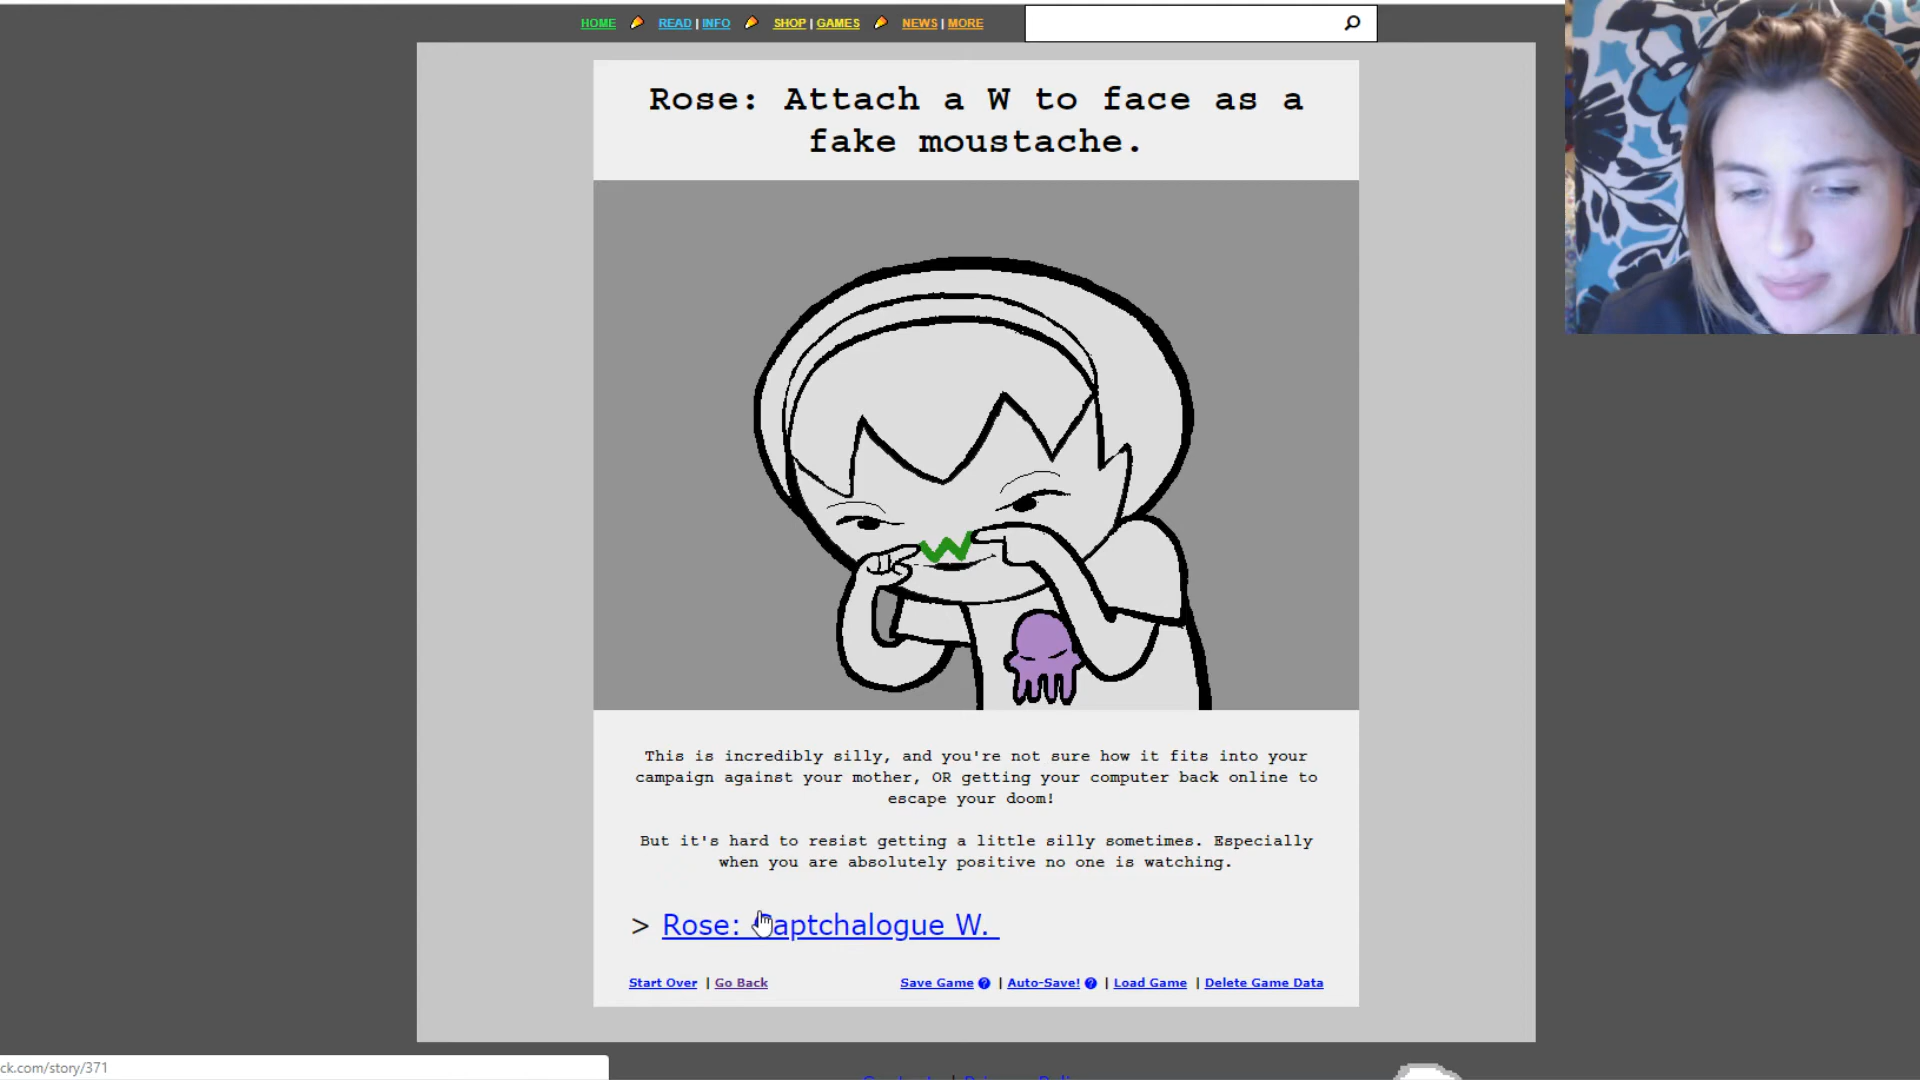 HOME READ | INFO SHOP | GAMES NEWS | MORE
Rose: Attach a W to face as a
fake moustache.
W
This is incredibly silly, and you're not sure how it fits into your
campaign against your mother, OR getting your computer back online to
escape your doom!
But it's hard to resist getting a little silly sometimes. Especially
when you are absolutely positive no one is watching.
> Rose: Captchalogue W.
Start Over | Go Back Save Game ? | Auto-Save! ? | Load Game | Delete Game Data
ck.com/story/371